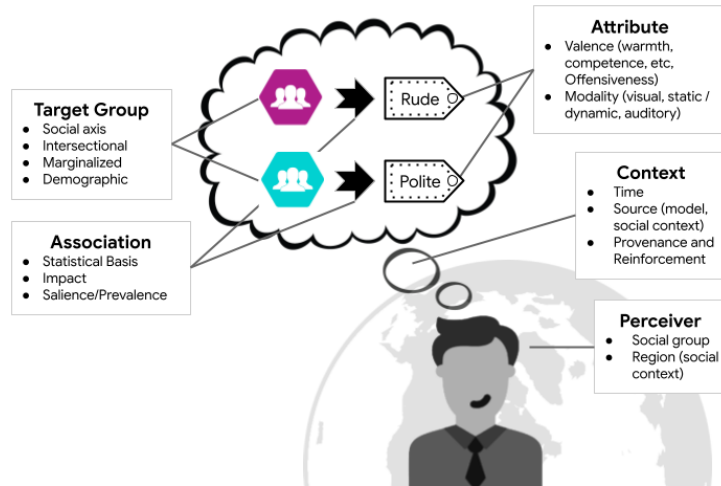 Attribute
Valence (warmth,
competence, etc,
Offensiveness)
Modality (visual, static /
dynamic, auditory)
Target Group
Social axis
Intersectional
Marginalized
Demographic
Rude
Polite
Context
Time
Source (model,
social context)
Provenance and
Reinforcement
Association
Statistical Basis
Impact
Salience/Prevalence
Perceiver
Social group
Region (social
context)